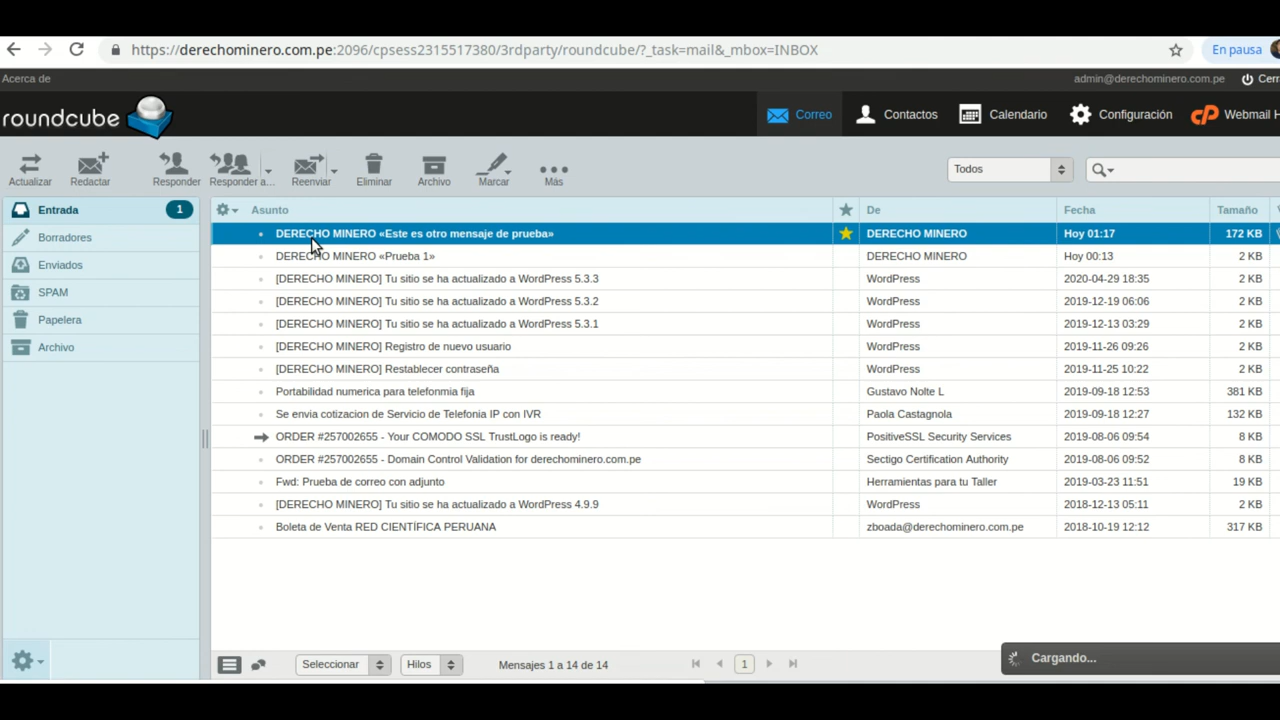 https://derechominero.com.pe:2096/cpsess2315517380/3rdparty/roundcube/?_task=mail&_mbox=INBOX En pausa
Acerca de admin@derechominero.com.pe
roundcube Correo Contactos Calendario Configuración cP Webmail
Actualizar Redactar Responder Responder a... Reenviar Eliminar Archivo Marcar Más Todos
Entrada 1 Asunto De Fecha Tamaño
DERECHO MINERO «Este es otro mensaje de prueba» DERECHO MINERO Hoy 01:17 172 KB
Borradores
DERECHO MINERO «Prueba 1» DERECHO MINERO Hoy 00:13 2 KB
Enviados
[DERECHO MINERO] Tu sitio se ha actualizado a WordPress 5.3.3 WordPress 2020-04-29 18:35 2 KB
SPAM
[DERECHO MINERO] Tu sitio se ha actualizado a WordPress 5.3.2 WordPress 2019-12-19 06:06 2 KB
Papelera
[DERECHO MINERO] Tu sitio se ha actualizado a WordPress 5.3.1 WordPress 2019-12-13 03:29 2 KB
Archivo
[DERECHO MINERO] Registro de nuevo usuario WordPress 2019-11-26 09:26 2 KB
[DERECHO MINERO] Restablecer contraseña WordPress 2019-11-25 10:22 2 KB
Portabilidad numerica para telefonmia fija Gustavo Nolte L 2019-09-18 12:53 381 KB
Se envia cotizacion de Servicio de Telefonia IP con IVR Paola Castagnola 2019-09-18 12:27 132 KB
ORDER #257002655 - Your COMODO SSL TrustLogo is ready! PositiveSSL Security Services 2019-08-06 09:54 8 KB
ORDER #257002655 - Domain Control Validation for derechominero.com.pe Sectigo Certification Authority 2019-08-06 09:52 8 KB
Fwd: Prueba de correo con adjunto Herramientas para tu Taller 2019-03-23 11:51 19 KB
[DERECHO MINERO] Tu sitio se ha actualizado a WordPress 4.9.9 WordPress 2018-12-13 05:11 2 KB
Boleta de Venta RED CIENTÍFICA PERUANA zboada@derechominero.com.pe 2018-10-19 12:12 317 KB
Seleccionar Hilos Mensajes 1 a 14 de 14 1 Cargando...